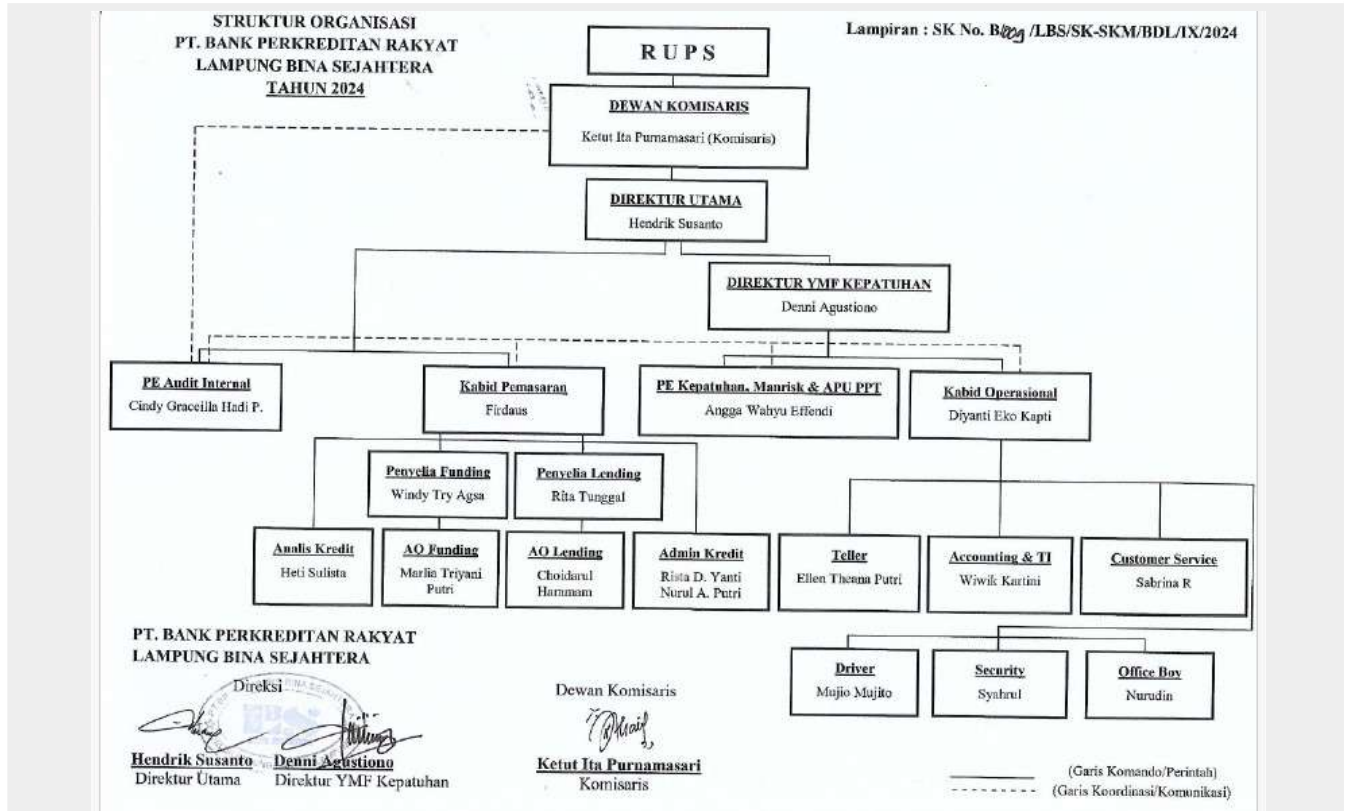 STRUKTUR ORGANISASI
PT. BANK PERKREDITAN RAKYAT
LAMPUNG BINA SEJAHTERA
TAHUN 2024
Lampiran : SK No. B/009 /LBS/SK-SKM/BDL/IX/2024
R U P S
DEWAN KOMISARIS
Ketut Ita Purnamasari (Komisaris)
DIREKTUR UTAMA
Hendrik Susanto
DIREKTUR YMF KEPATUHAN
Denni Agustiono
PE Audit Internal
Cindy Graceilla Hadi P.
Kabid Pemasaran
Firdaus
PE Kepatuhan, Manrisk & APU PPT
Angga Wahyu Effendi
Kabid Operasional
Diyanti Eko Kapti
Penyelia Funding
Windy Try Agsa
Penyelia Lending
Rita Tunggal
Analis Kredit
Heti Sulista
AO Funding
Marlia Triyani
Putri
AO Lending
Choidarul
Hammam
Admin Kredit
Rista D. Yanti
Nurul A. Putri
Teller
Ellen Theana Putri
Accounting & TI
Wiwik Kartini
Customer Service
Sabrina R
Driver
Mujio Mujito
Security
Syahrul
Office Boy
Nurudin
PT. BANK PERKREDITAN RAKYAT
LAMPUNG BINA SEJAHTERA
Direksi
Dewan Komisaris
Hendrik Susanto
Direktur Utama
Denni Agustiono
Direktur YMF Kepatuhan
Ketut Ita Purnamasari
Komisaris
(Garis Komando/Perintah)
(Garis Koordinasi/Komunikasi)